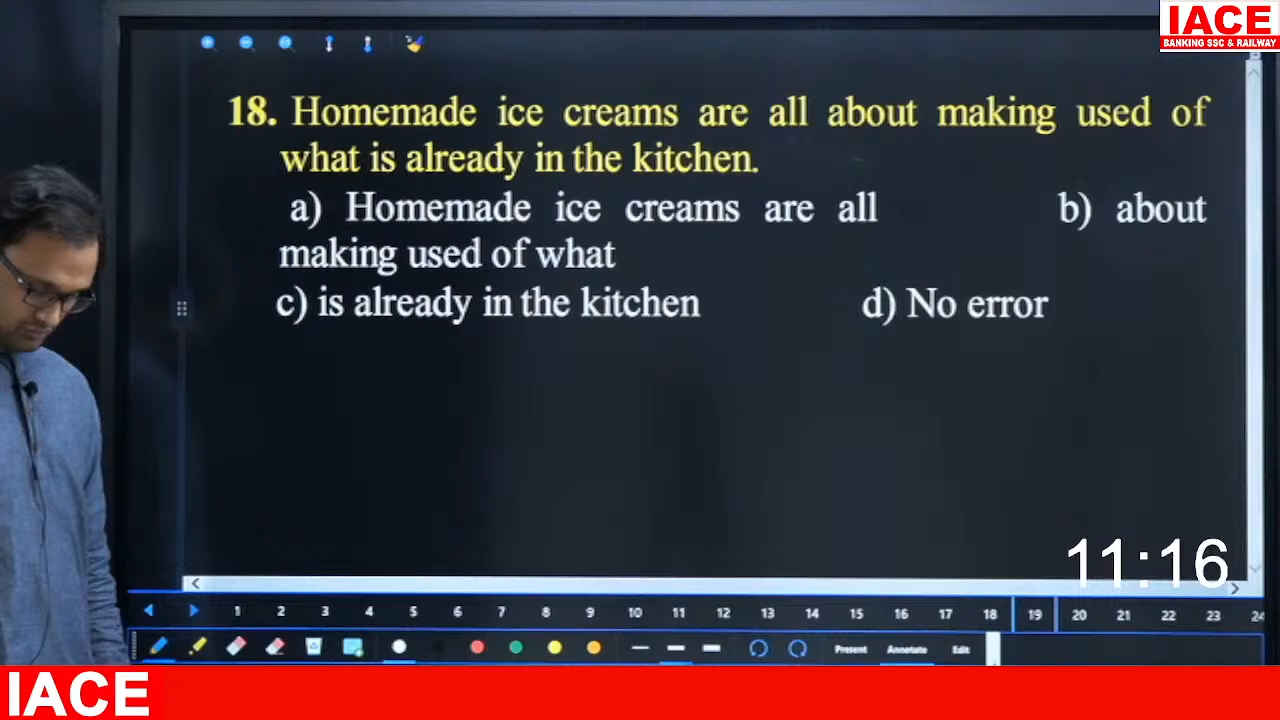 IACE
BANKING SSC & RAILWAY
18. Homemade ice creams are all about making used of
what is already in the kitchen.
a) Homemade ice creams are all b) about
making used of what
c) is already in the kitchen d) No error
11:16
1 2 3 4 5 6 7 8 9 10 11 12 13 14 15 16 17 18 19 20 21 22 23 24
Present Annotate Edit
IACE